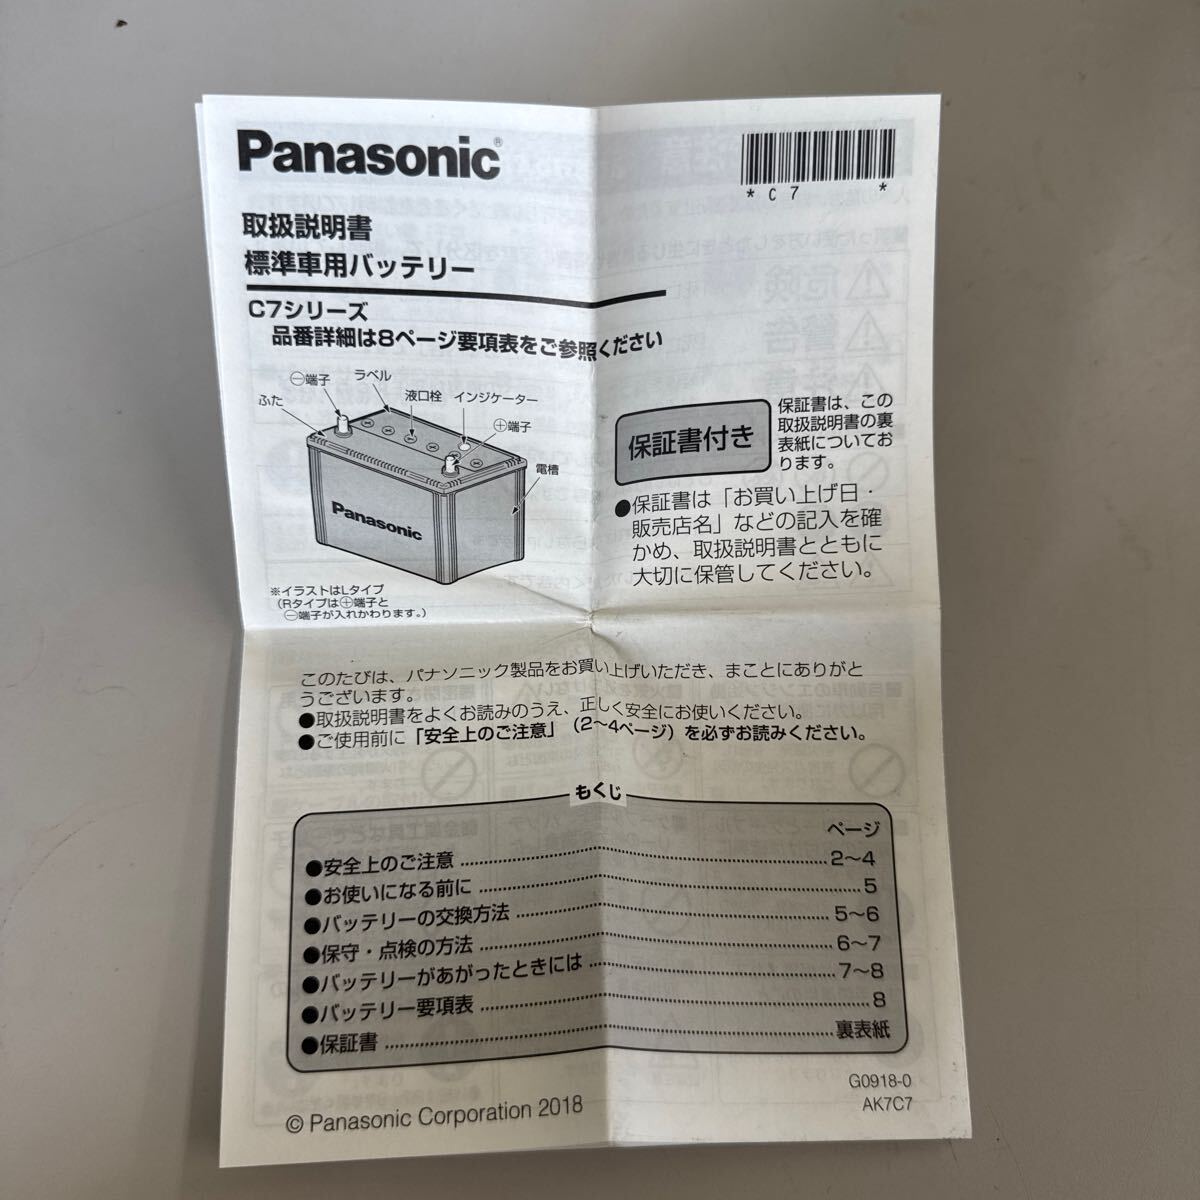 Panasonic®
*C7 *
取扱説明書
標準車用バッテリー
C7シリーズ
品番詳細は8ページ要項表をご参照ください
ふた
⊖端子
ラベル
液口栓
インジケーター
⊕端子
電槽
Panasonic
※イラストはLタイプ
(Rタイプは⊕端子と
⊖端子が入れかわります。)
保証書付き
保証書は、この
取扱説明書の裏
表紙についてお
ります。
●保証書は「お買い上げ日・
販売店名」などの記入を確
かめ、取扱説明書とともに
大切に保管してください。
このたびは、パナソニック製品をお買い上げいただき、まことにありがと
うございます。
●取扱説明書をよくお読みのうえ、正しく安全にお使いください。
●ご使用前に「安全上のご注意」(2〜4ページ)を必ずお読みください。
もくじ
ページ
●安全上のご注意 2〜4
●お使いになる前に 5
●バッテリーの交換方法 5〜6
●保守・点検の方法 6〜7
●バッテリーがあがったときには 7〜8
●バッテリー要項表 8
●保証書 裏表紙
© Panasonic Corporation 2018
G0918-0
AK7C7